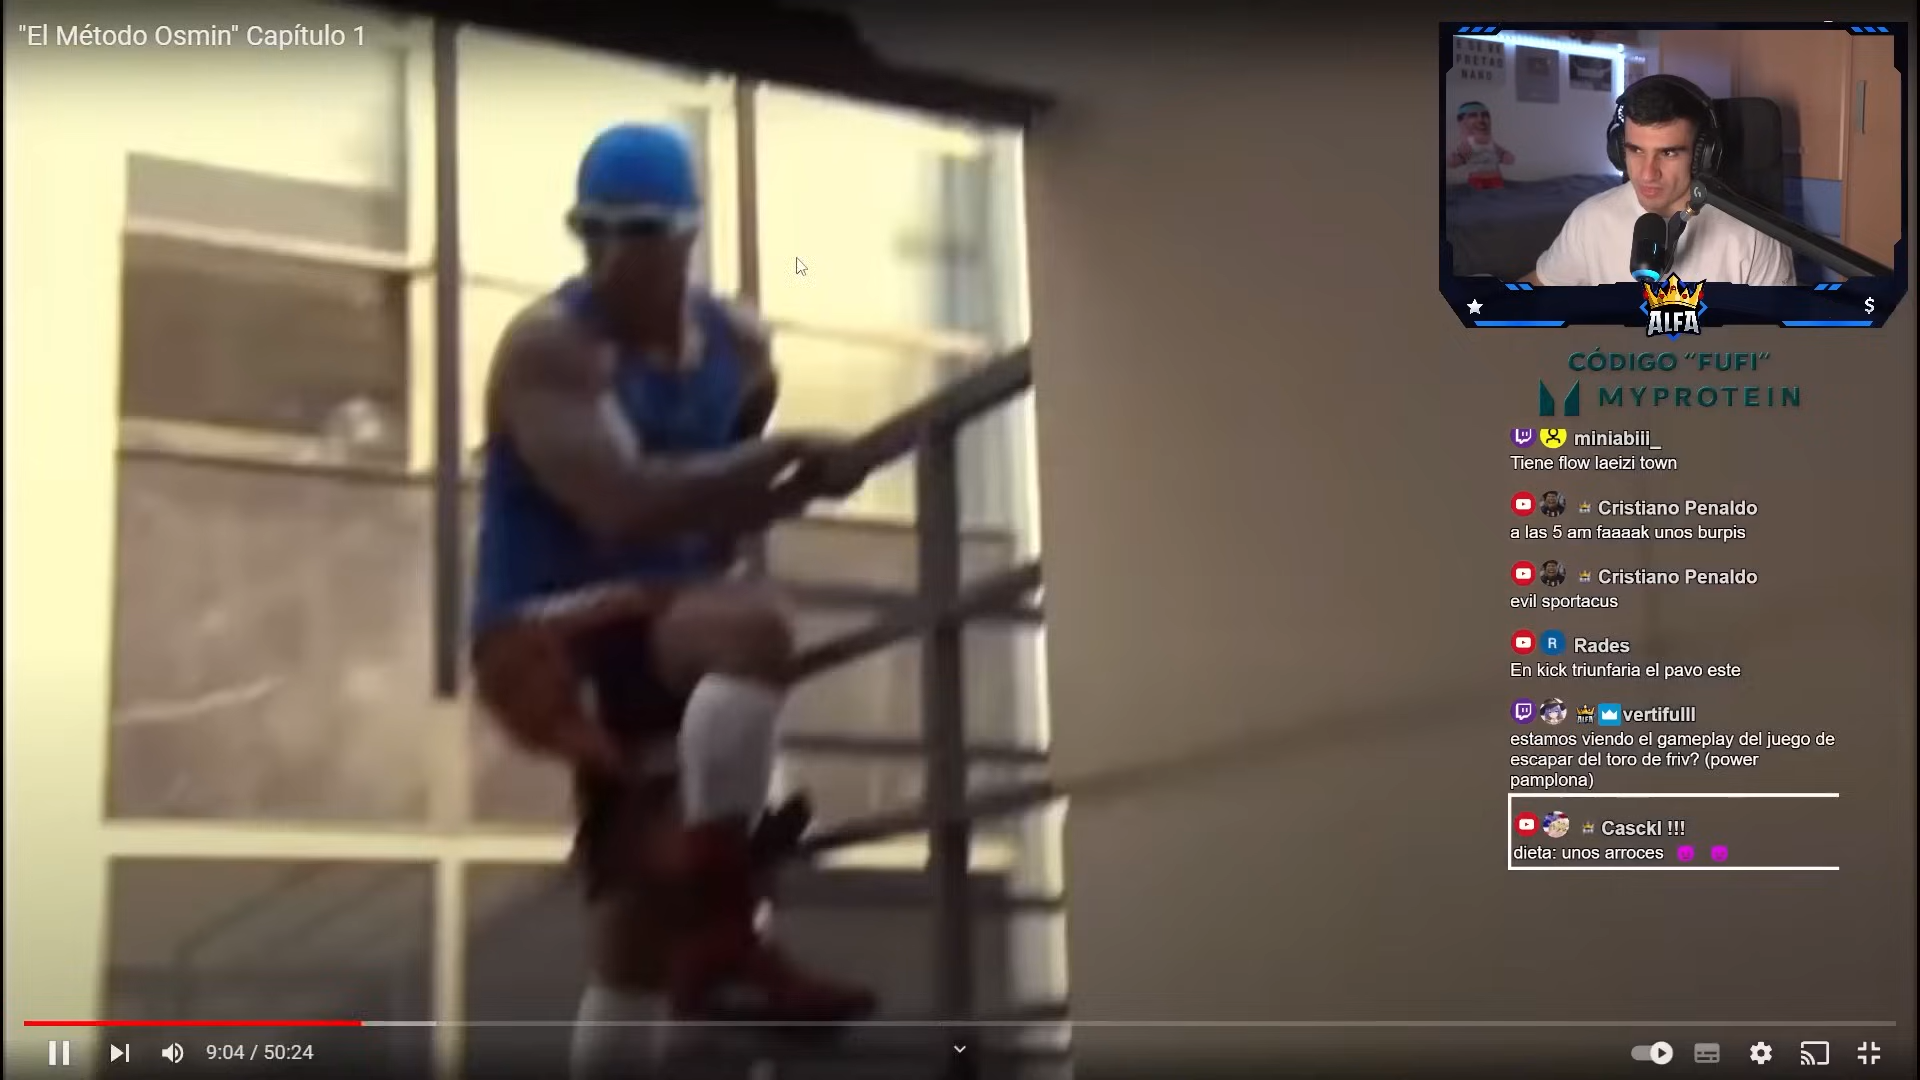 "El Método Osmin" Capítulo 1
ALFA
$
CÓDIGO "FUFI"
MYPROTEIN
miniabiii_
Tiene flow laeizi town
Cristiano Penaldo
a las 5 am faaaak unos burpis
Cristiano Penaldo
evil sportacus
R Rades
En kick triunfaria el pavo este
vertifulll
estamos viendo el gameplay del juego de
escapar del toro de friv? (power
pamplona)
Casckl !!!
dieta: unos arroces
9:04 / 50:24